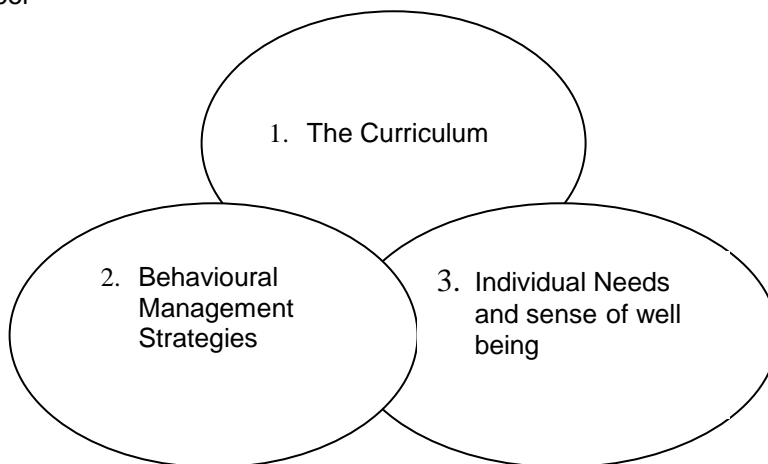 1. The Curriculum
2. Behavioural
Management
Strategies
3. Individual Needs
and sense of well
being